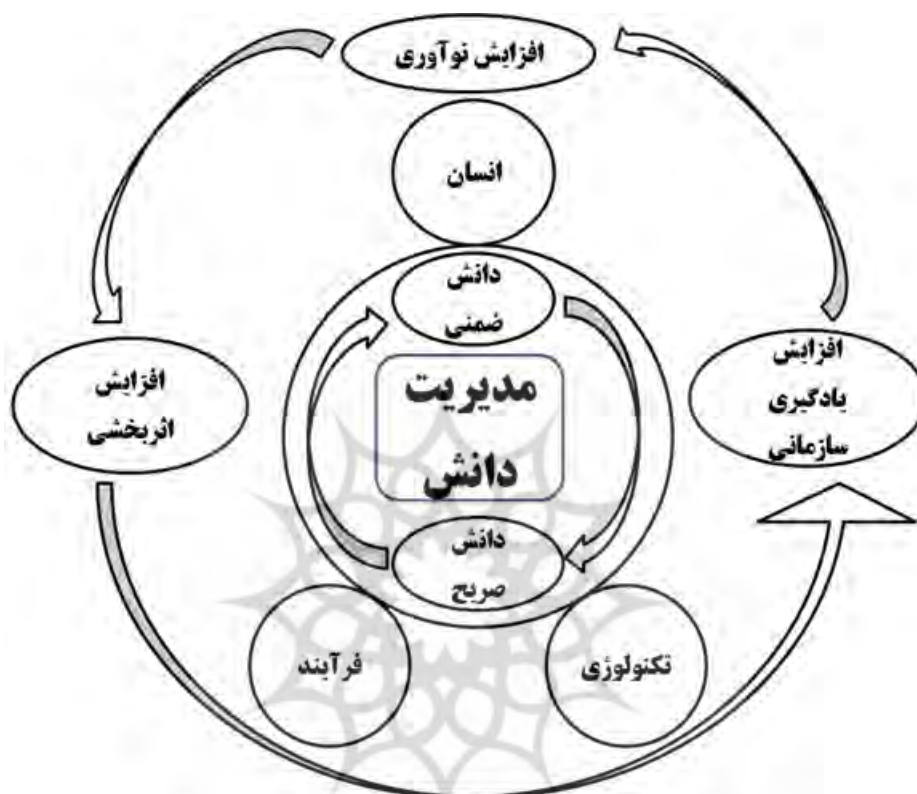 افزایش نوآوری
انسان
دانش
ضمنی
افزایش
یادگیری
سازمانی
مدیریت
دانش
افزایش
اثربخشی
دانش
صریح
تکنولوژی
فرآیند